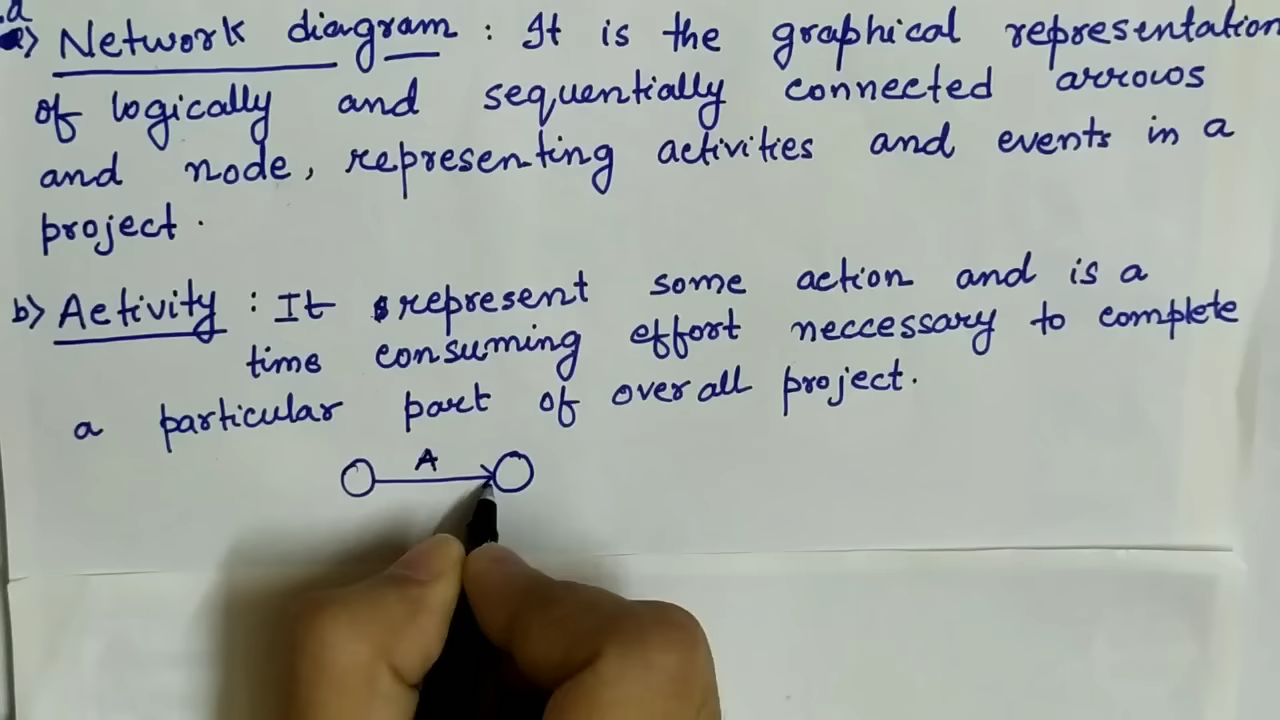 a) Network diagram : It is the graphical representation
of logically and sequentially connected arrows
and node, representing activities and events in a
project.
b) Activity : It represent some action and is a
time consuming effort neccessary to complete
a particular part of overall project.
A